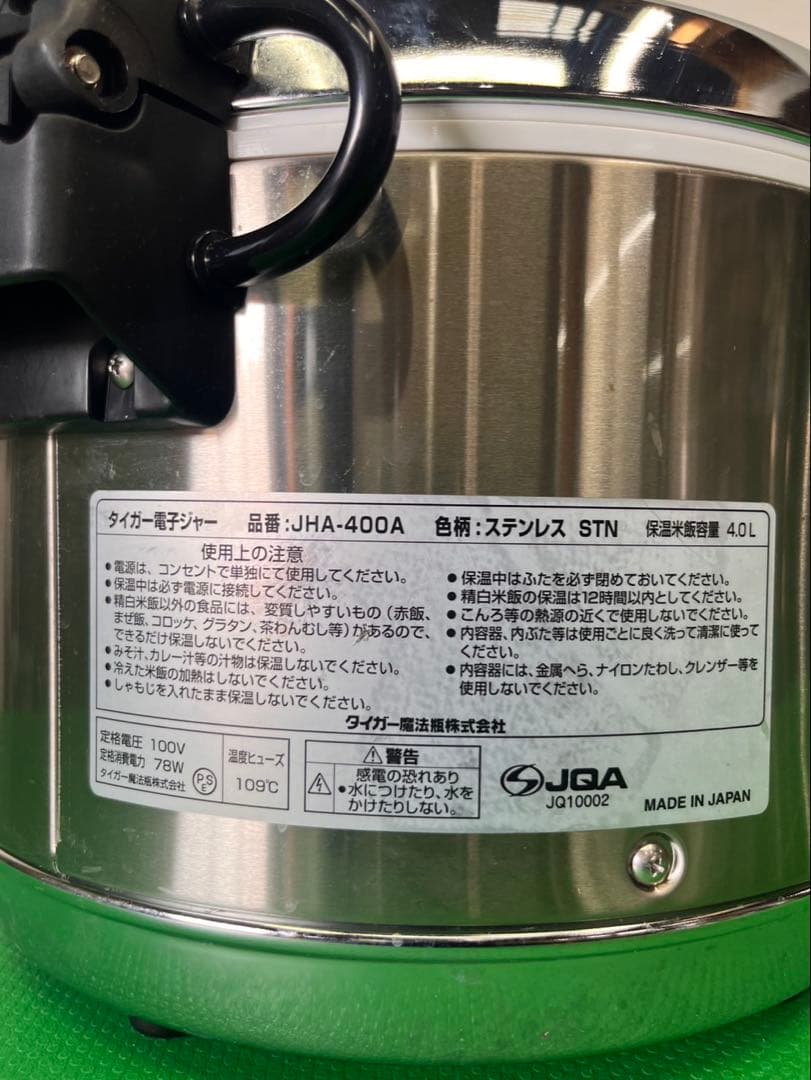 タイガー電子ジャー 品番:JHA-400A 色柄:ステンレス STN 保温米飯容量 4.0L
使用上の注意
●電源は、コンセントで単独にて使用してください。
●保温中は必ず電源に接続してください。
●精白米飯以外の食品には、変質しやすいもの(赤飯、
まぜ飯、コロッケ、グラタン、茶わんむし等)があるので、
できるだけ保温しないでください。
●みそ汁、カレー汁等の汁物は保温しないでください。
●冷えた米飯の加熱はしないでください。
●しゃもじを入れたまま保温しないでください。
●保温中はふたを必ず閉めておいてください。
●精白米飯の保温は12時間以内としてください。
●こんろ等の熱源の近くで使用しないでください。
●内容器、内ぶた等は使用ごとに良く洗って清潔に使って
ください。
●内容器には、金属へら、ナイロンたわし、クレンザー等を
使用しないでください。
タイガー魔法瓶株式会社
定格電圧 100V
定格消費電力 78W
タイガー魔法瓶株式会社
PSE
温度ヒューズ
109℃
⚠警告
感電の恐れあり
●水につけたり、水を
かけたりしない。
JQA
JQ10002
MADE IN JAPAN